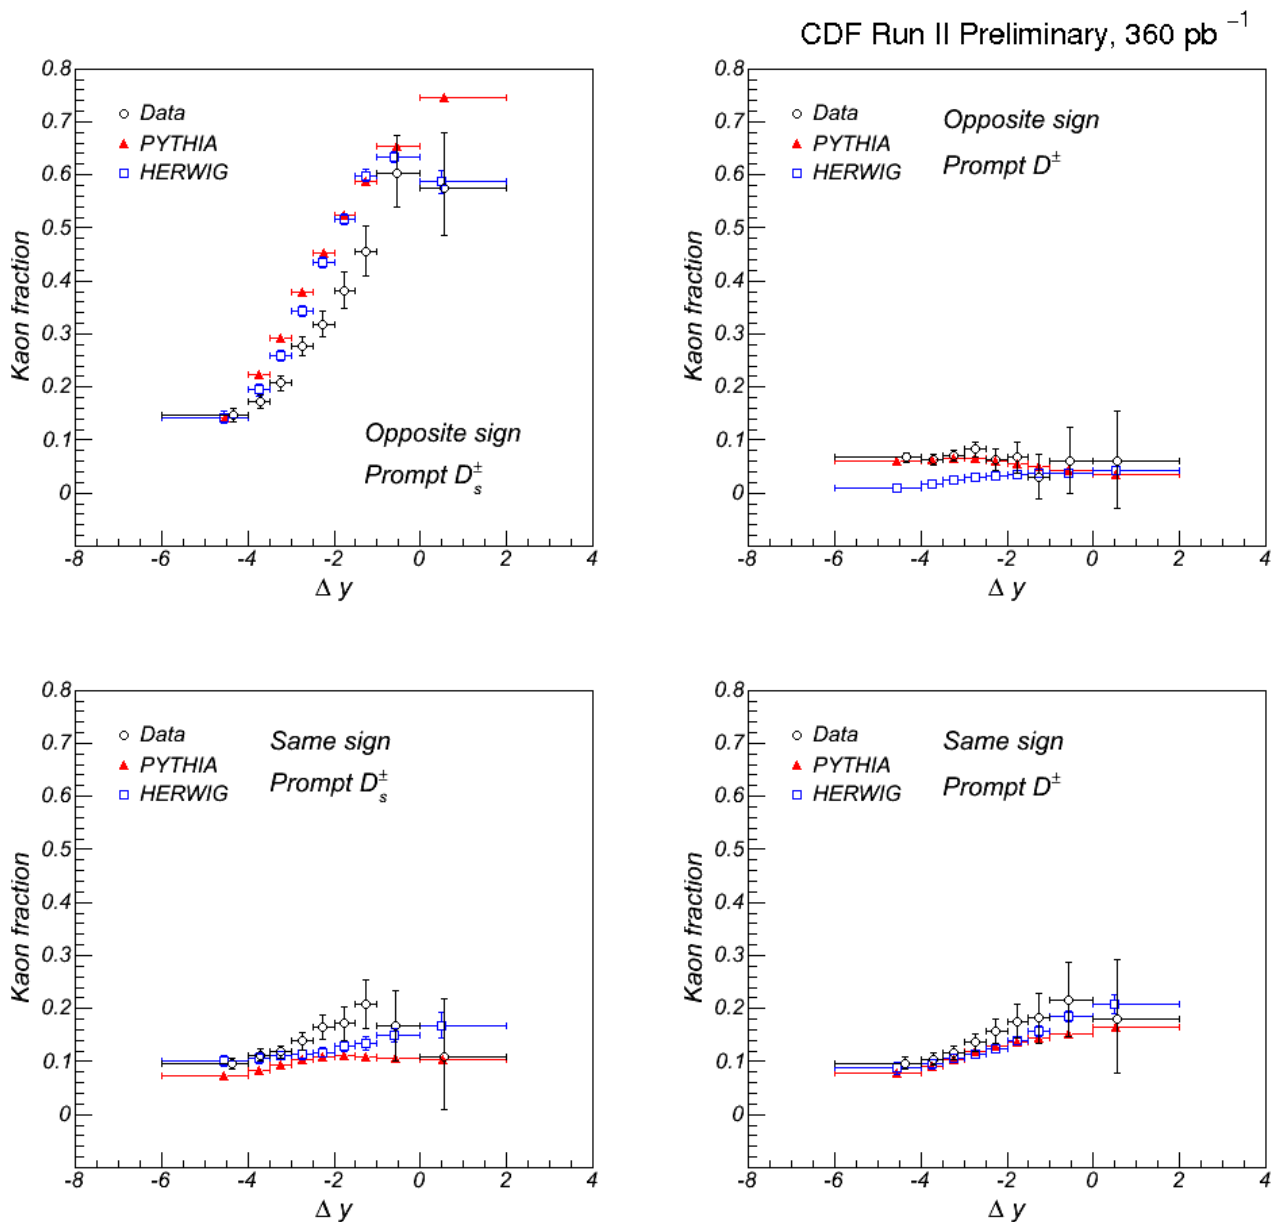 CDF Run II Preliminary, 360 pb⁻¹
0.8
0.7
0.6
0.5
0.4
0.3
0.2
0.1
0
Kaon fraction
Data
PYTHIA
HERWIG
Opposite sign
Prompt D±s
-8 -6 -4 -2 0 2 4
Δ y
0.8
0.7
0.6
0.5
0.4
0.3
0.2
0.1
0
Kaon fraction
Data
PYTHIA
HERWIG
Opposite sign
Prompt D±
-8 -6 -4 -2 0 2 4
Δ y
0.8
0.7
0.6
0.5
0.4
0.3
0.2
0.1
0
Kaon fraction
Data
PYTHIA
HERWIG
Same sign
Prompt D±s
-8 -6 -4 -2 0 2 4
Δ y
0.8
0.7
0.6
0.5
0.4
0.3
0.2
0.1
0
Kaon fraction
Data
PYTHIA
HERWIG
Same sign
Prompt D±
-8 -6 -4 -2 0 2 4
Δ y